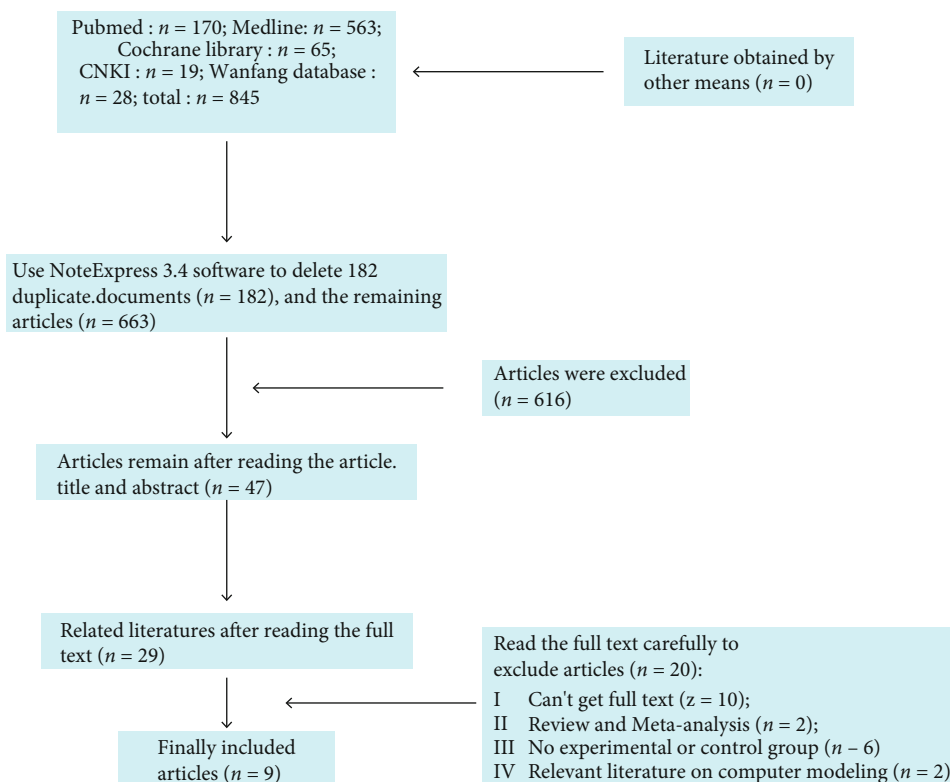 Pubmed : n = 170; Medline: n = 563;
Cochrane library : n = 65;
CNKI : n = 19; Wanfang database :
n = 28; total : n = 845
Literature obtained by
other means (n = 0)
Use NoteExpress 3.4 software to delete 182
duplicate.documents (n = 182), and the remaining
articles (n = 663)
Articles were excluded
(n = 616)
Articles remain after reading the article.
title and abstract (n = 47)
Related literatures after reading the full
text (n = 29)
Read the full text carefully to
exclude articles (n = 20):
I Can't get full text (z = 10);
II Review and Meta-analysis (n = 2);
III No experimental or control group (n – 6)
IV Relevant literature on computer modeling (n = 2)
Finally included
articles (n = 9)